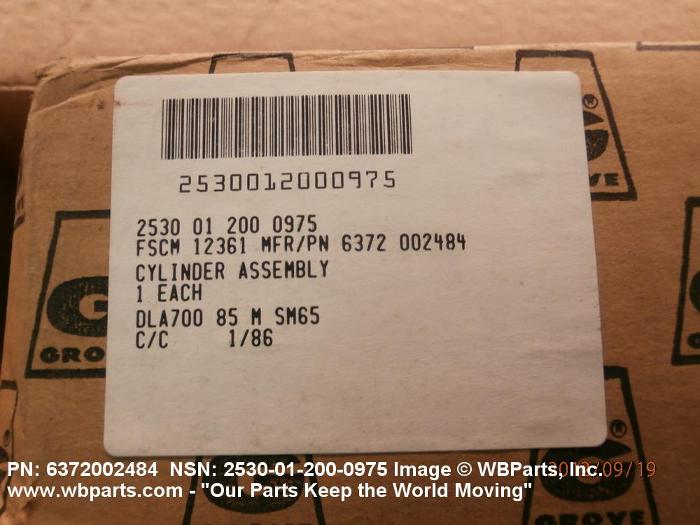 2530012000975
2530 01 200 0975
FSCM 12361 MFR/PN 6372 002484
CYLINDER ASSEMBLY
1 EACH
DLA700 85 M SM65
C/C 1/86
G ®
VE
G
GROVE
GROVE
PN: 6372002484 NSN: 2530-01-200-0975 Image © WBParts, Inc.
www.wbparts.com - "Our Parts Keep the World Moving"